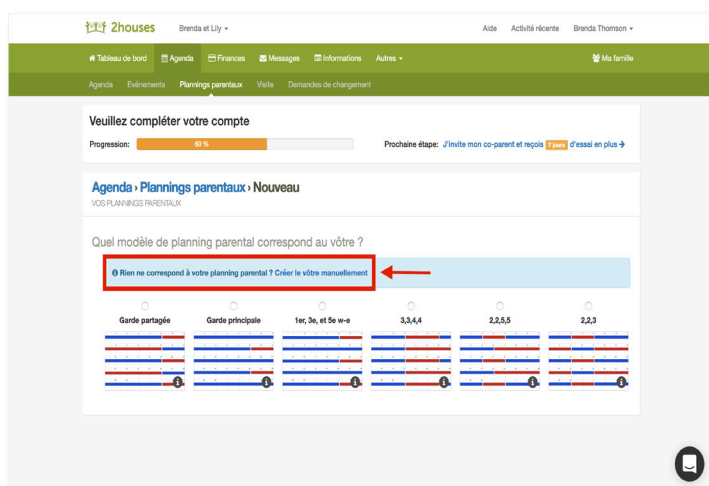 2houses
Brenda et Lily
Aide Activité récente Brenda Thomson
Tableau de bord Agenda Finances Messages Informations Autres Ma famille
Agenda Evénements Plannings parentaux Visite Demandes de changement
Veuillez compléter votre compte
Progression: 60 % Prochaine étape: J'invite mon co-parent et reçois 7 jours d'essai en plus →
Agenda › Plannings parentaux › Nouveau
VOS PLANNINGS PARENTAUX
Quel modèle de planning parental correspond au vôtre ?
Rien ne correspond à votre planning parental ? Créer le vôtre manuellement
Garde partagée Garde principale 1er, 3e, et 5e w-e 3,3,4,4 2,2,5,5 2,2,3